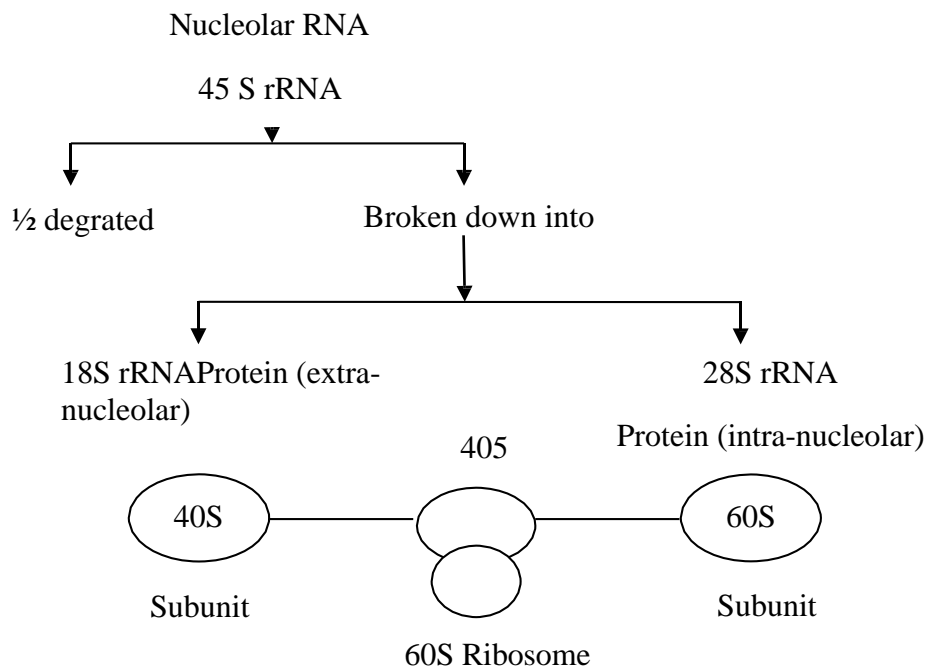 Nucleolar RNA
45 S rRNA
½ degrated
Broken down into
18S rRNAProtein (extra-
nucleolar)
28S rRNA
Protein (intra-nucleolar)
405
40S
60S
Subunit
Subunit
60S Ribosome